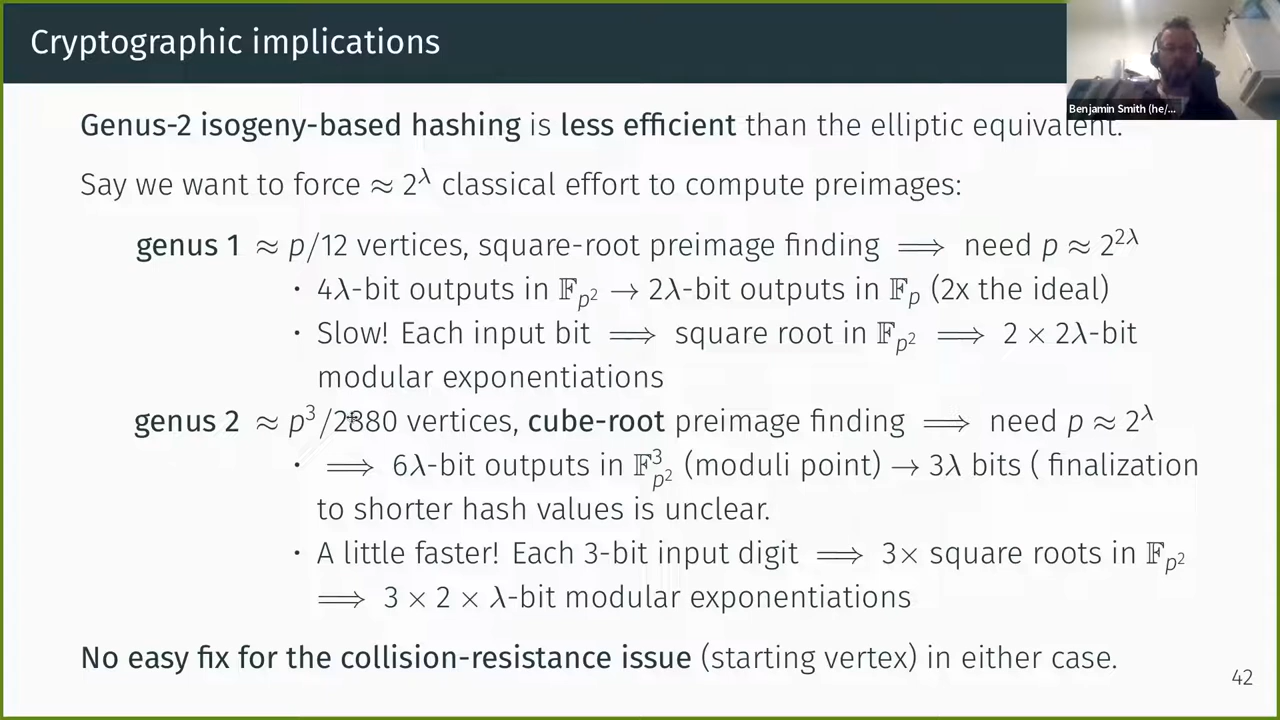 Cryptographic implications
Benjamin Smith (he/...
Genus-2 isogeny-based hashing is less efficient than the elliptic equivalent.
Say we want to force ≈ 2^λ classical effort to compute preimages:
genus 1 ≈ p/12 vertices, square-root preimage finding ⟹ need p ≈ 2^{2λ}
· 4λ-bit outputs in 𝔽_{p²} → 2λ-bit outputs in 𝔽_p (2x the ideal)
· Slow! Each input bit ⟹ square root in 𝔽_{p²} ⟹ 2 × 2λ-bit
modular exponentiations
genus 2 ≈ p³/2880 vertices, cube-root preimage finding ⟹ need p ≈ 2^λ
· ⟹ 6λ-bit outputs in 𝔽³_{p²} (moduli point) → 3λ bits ( finalization
to shorter hash values is unclear.
· A little faster! Each 3-bit input digit ⟹ 3× square roots in 𝔽_{p²}
⟹ 3 × 2 × λ-bit modular exponentiations
No easy fix for the collision-resistance issue (starting vertex) in either case.
42